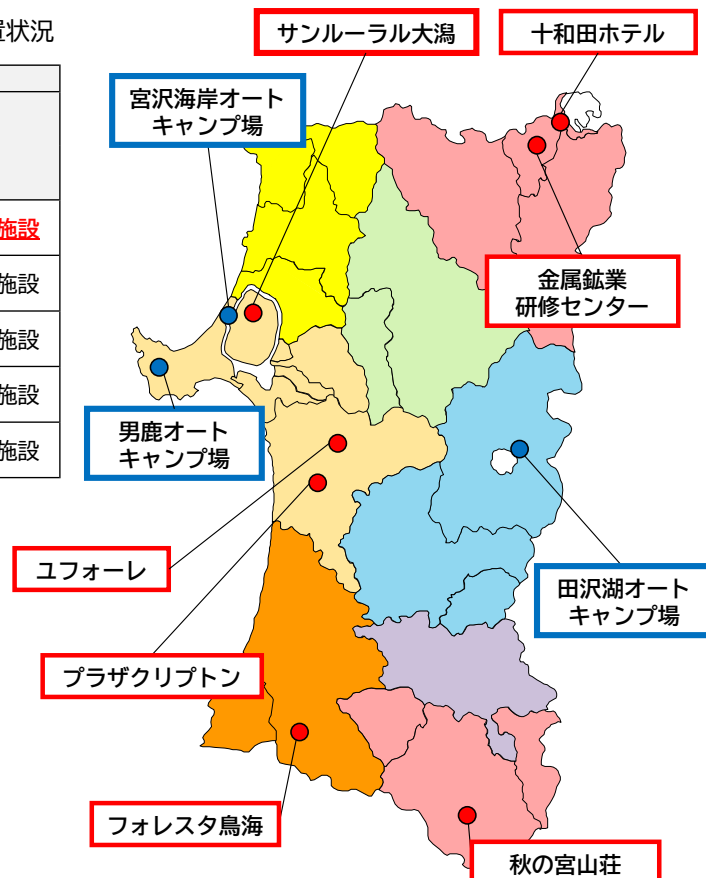 置状況
サンルーラル大潟
十和田ホテル
宮沢海岸オート
キャンプ場
施設
施設
施設
施設
施設
金属鉱業
研修センター
男鹿オート
キャンプ場
ユフォーレ
田沢湖オート
キャンプ場
プラザクリプトン
フォレスタ鳥海
秋の宮山荘